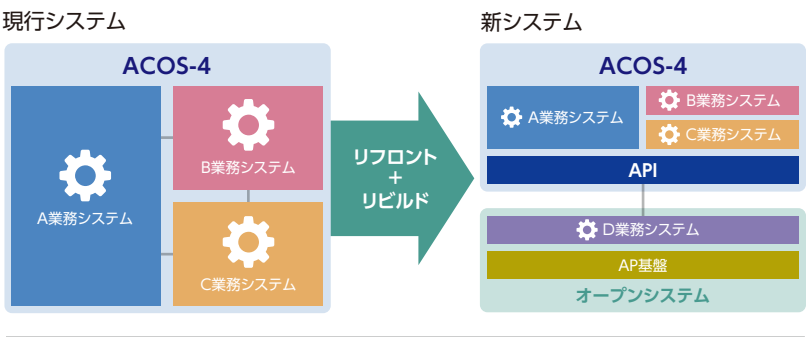 現行システム
ACOS-4
A業務システム
B業務システム
C業務システム
リフロント
+
リビルド
新システム
ACOS-4
A業務システム
B業務システム
C業務システム
API
D業務システム
AP基盤
オープンシステム